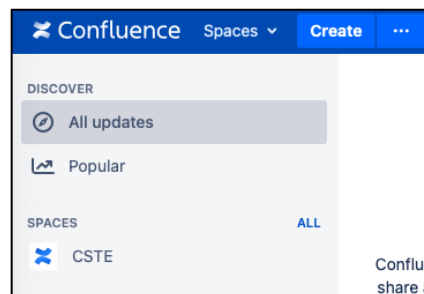 Confluence Spaces Create ...
DISCOVER
All updates
Popular
SPACES ALL
CSTE
Conflu
share